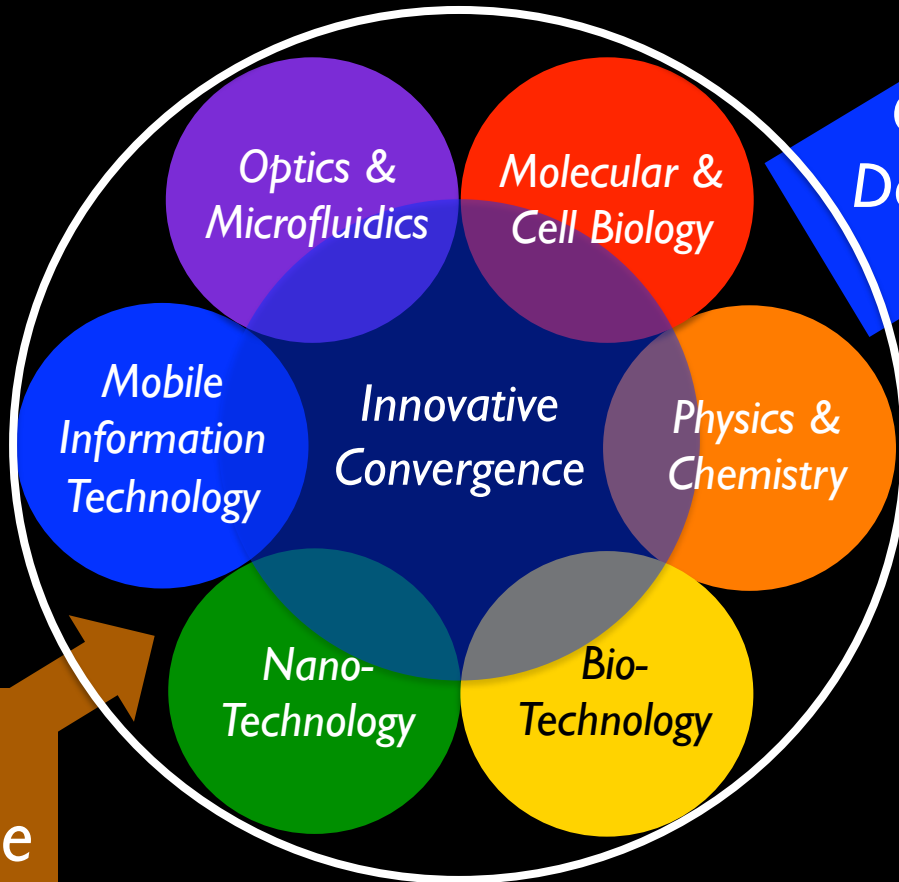 Optics &
Microfluidics
Molecular &
Cell Biology
Mobile
Information
Technology
Innovative
Convergence
Physics &
Chemistry
Nano-
Technology
Bio-
Technology